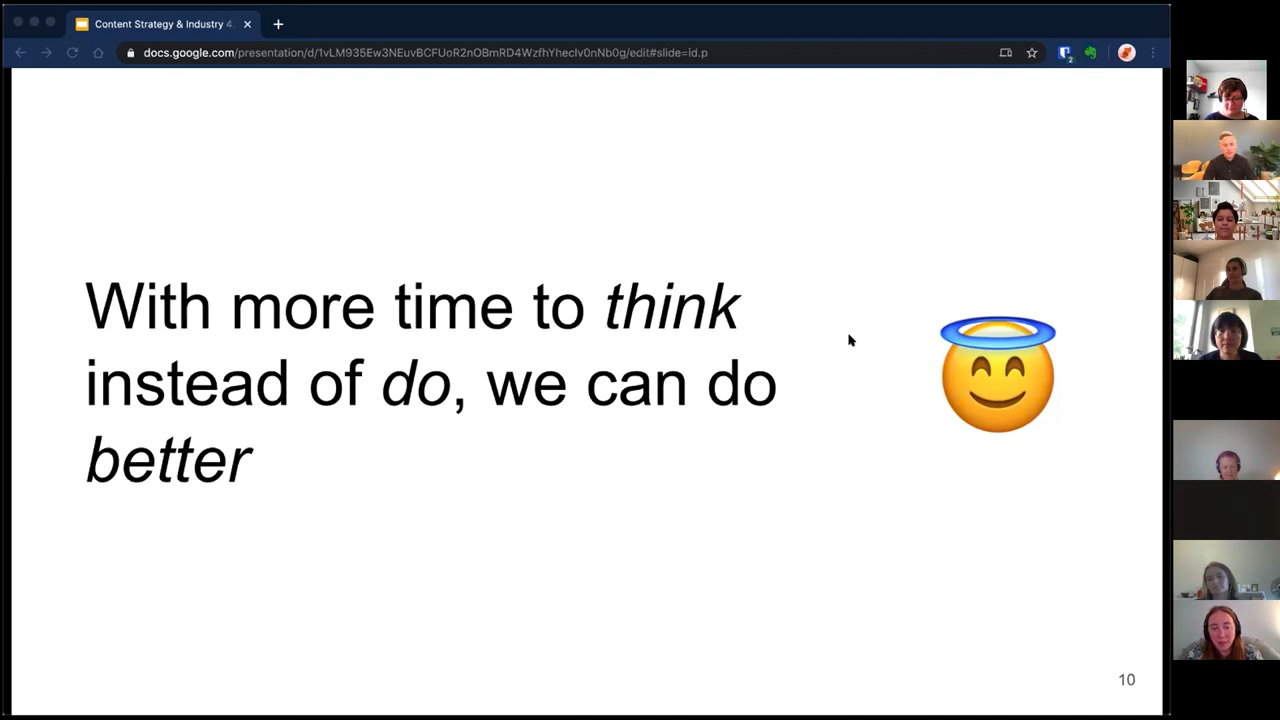 Content Strategy & Industry 4
docs.google.com/presentation/d/1vLM935Ew3NEuvBCFUoR2nOBmRD4WzfhYhecIv0nNb0g/edit#slide=id.p
2
With more time to think
instead of do, we can do
better
10